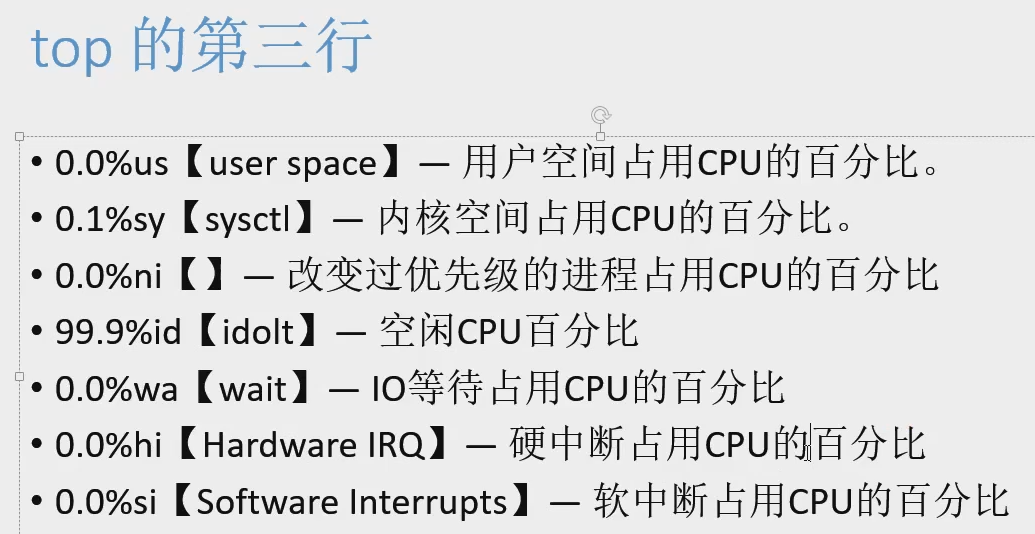 top 的第三行
• 0.0%us【user space】— 用户空间占用CPU的百分比。
• 0.1%sy【sysctl】— 内核空间占用CPU的百分比。
• 0.0%ni【 】— 改变过优先级的进程占用CPU的百分比
• 99.9%id【idolt】— 空闲CPU百分比
• 0.0%wa【wait】— IO等待占用CPU的百分比
• 0.0%hi【Hardware IRQ】— 硬中断占用CPU的百分比
• 0.0%si【Software Interrupts】— 软中断占用CPU的百分比